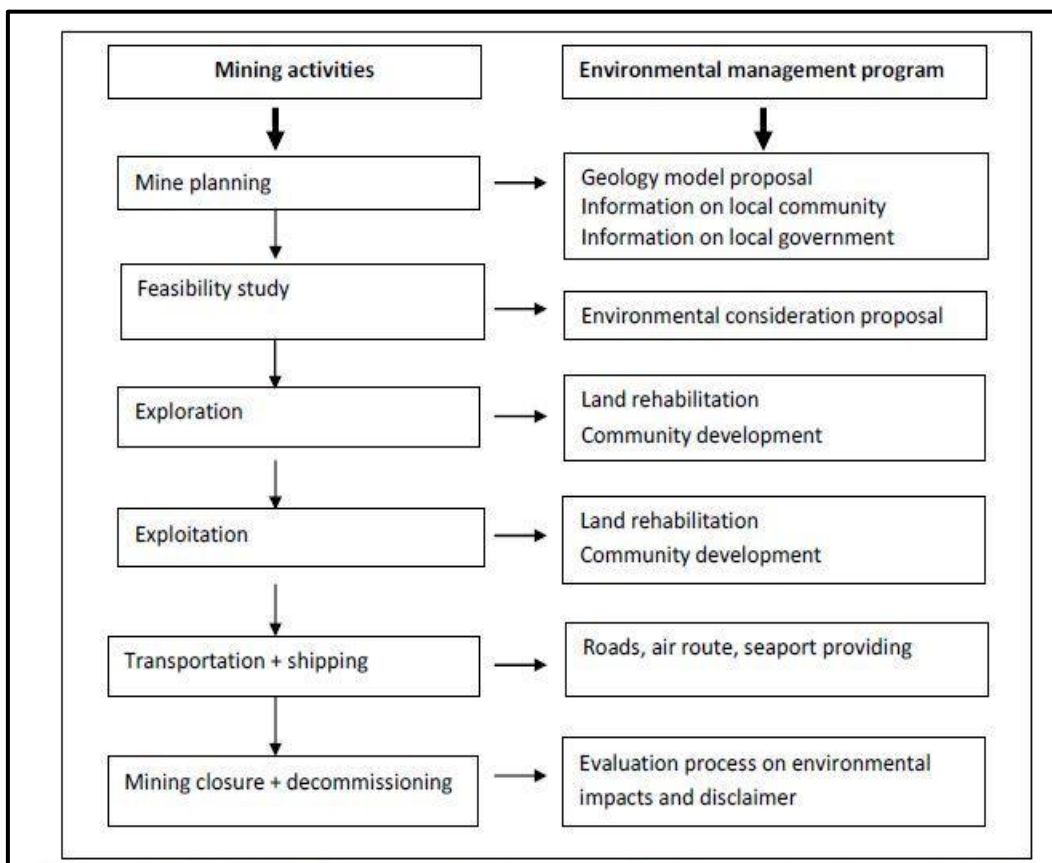 Mining activities
Environmental management program
Mine planning
Geology model proposal
Information on local community
Information on local government
Feasibility study
Environmental consideration proposal
Exploration
Land rehabilitation
Community development
Exploitation
Land rehabilitation
Community development
Transportation + shipping
Roads, air route, seaport providing
Mining closure + decommissioning
Evaluation process on environmental
impacts and disclaimer